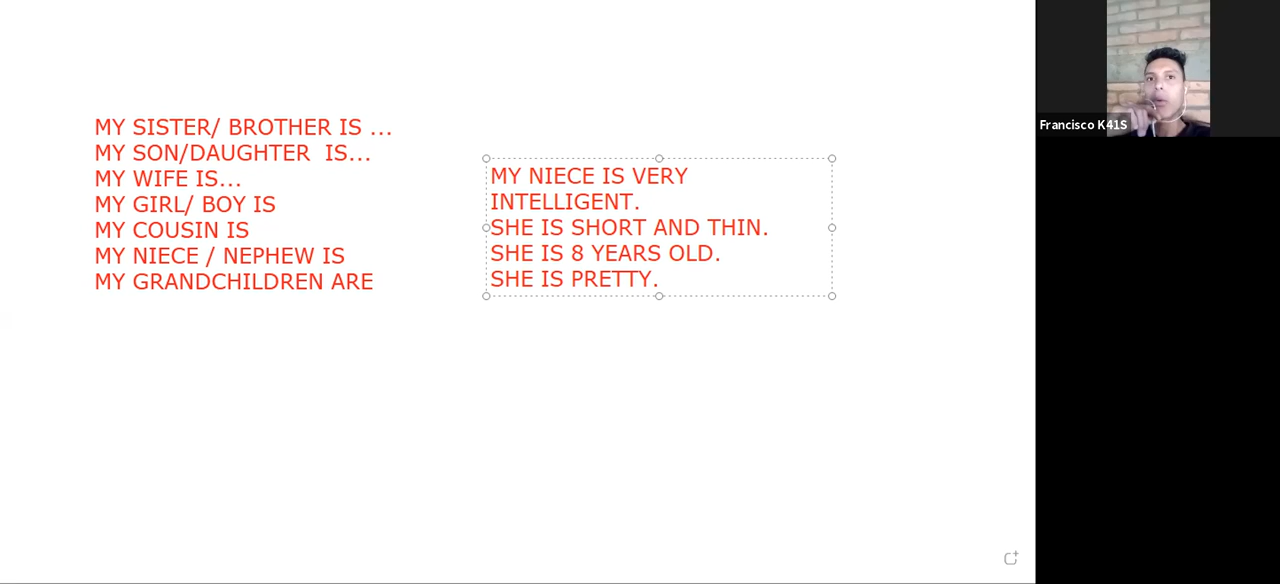 MY SISTER/ BROTHER IS ...
MY SON/DAUGHTER  IS...
MY WIFE IS...
MY GIRL/ BOY IS
MY COUSIN IS
MY NIECE / NEPHEW IS
MY GRANDCHILDREN ARE
MY NIECE IS VERY
INTELLIGENT.
SHE IS SHORT AND THIN.
SHE IS 8 YEARS OLD.
SHE IS PRETTY.
Francisco K41S